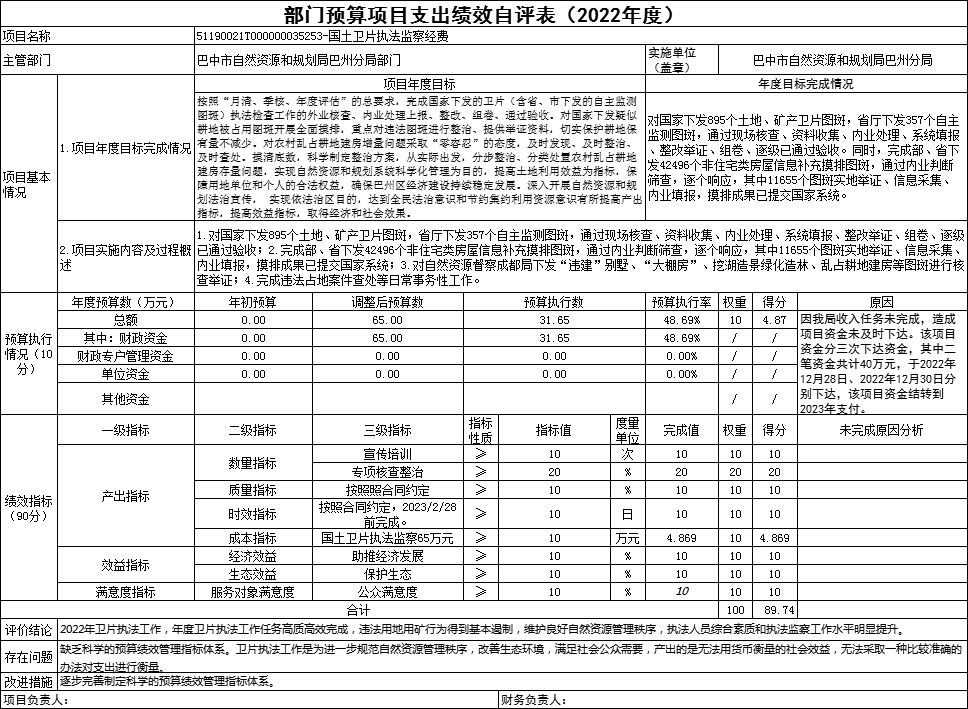 部门预算项目支出绩效自评表（2022年度）
项目名称 51190021T000000035253-国土卫片执法监察经费
主管部门 巴中市自然资源和规划局巴州分局部门 实施单位（盖章） 巴中市自然资源和规划局巴州分局
项目基本情况
1.项目年度目标完成情况
项目年度目标 年度目标完成情况
按照“月清、季核、年度评估”的总要求，完成国家下发的卫片（含省、市下发的自主监测
图斑）执法检查工作的外业核查、内业处理上报、整改、组卷、通过验收。对国家下发疑似
耕地被占用图斑开展全面摸排，重点对违法图斑进行整治、提供举证资料，切实保护耕地保
有量不减少。对农村乱占耕地建房增量问题采取“零容忍”的态度，及时发现、及时整治、
及时查处。摸清底数，科学制定整治方案，从实际出发，分步整治、分类处置农村乱占耕地
建房存量问题，实现自然资源和规划系统科学化管理为目的，提高土地利用效益为指标，保
障用地单位和个人的合法权益，确保巴州区经济建设持续稳定发展。深入开展自然资源和规
划法治宣传， 实现依法治区目的，达到全民法治意识和节约集约利用资源意识有所提高产出
指标，提高效益指标，取得经济和社会效果。
对国家下发895个土地、矿产卫片图斑，省厅下发357个自主
监测图斑，通过现场核查、资料收集、内业处理、系统填报
、整改举证、组卷、逐级已通过验收。同时，完成部、省下
发42496个非住宅类房屋信息补充摸排图斑，通过内业判断
筛查，逐个响应，其中11655个图斑实地举证、信息采集、
内业填报，摸排成果已提交国家系统。
2.项目实施内容及过程概述
1.对国家下发895个土地、矿产卫片图斑，省厅下发357个自主监测图斑，通过现场核查、资料收集、内业处理、系统填报、整改举证、组卷、逐级
已通过验收；2.完成部、省下发42496个非住宅类房屋信息补充摸排图斑，通过内业判断筛查，逐个响应，其中11655个图斑实地举证、信息采集、
内业填报，摸排成果已提交国家系统；3.对自然资源督察成都局下发“违建”别墅、“大棚房”、挖湖造景绿化造林、乱占耕地建房等图斑进行核
查举证；4.完成违法占地案件查处等日常事务性工作。
预算执行情况（10分）
年度预算数（万元） 年初预算 调整后预算数 预算执行数 预算执行率 权重 得分 原因
总额 0.00 65.00 31.65 48.69% 10 4.87
其中：财政资金 0.00 65.00 31.65 48.69% / /
财政专户管理资金 0.00 0.00 0.00 0.00% / /
单位资金 0.00 0.00 0.00 0.00% / /
其他资金 / /
因我局收入任务未完成，造成
项目资金未及时下达。该项目
资金分三次下达资金，其中二
笔资金共计40万元，于2022年
12月28日、2022年12月30日分
别下达，该项目资金结转到
2023年支付。
绩效指标（90分）
一级指标 二级指标 三级指标 指标性质 指标值 度量单位 完成值 权重 得分 未完成原因分析
产出指标 数量指标 宣传培训 ≥ 10 次 10 10 10
专项核查整治 ≥ 20 % 20 20 20
质量指标 按照照合同约定 ≥ 10 % 10 10 10
时效指标 按照合同约定，2023/2/28前完成。 ≥ 10 日 10 10 10
成本指标 国土卫片执法监察65万元 ≥ 10 万元 4.869 10 4.869
效益指标 经济效益 助推经济发展 ≥ 10 % 10 10 10
生态效益 保护生态 ≥ 10 % 10 10 10
满意度指标 服务对象满意度 公众满意度 ≥ 10 % 10 10 10
合计 100 89.74
评价结论 2022年卫片执法工作，年度卫片执法工作任务高质高效完成，违法用地用矿行为得到基本遏制，维护良好自然资源管理秩序，执法人员综合素质和执法监察工作水平明显提升。
存在问题 缺乏科学的预算绩效管理指标体系。卫片执法工作是为进一步规范自然资源管理秩序，改善生态环境，满足社会公众需要，产出的是无法用货币衡量的社会效益，无法采取一种比较准确的
办法对支出进行衡量。
改进措施 逐步完善制定科学的预算绩效管理指标体系。
项目负责人： 财务负责人：